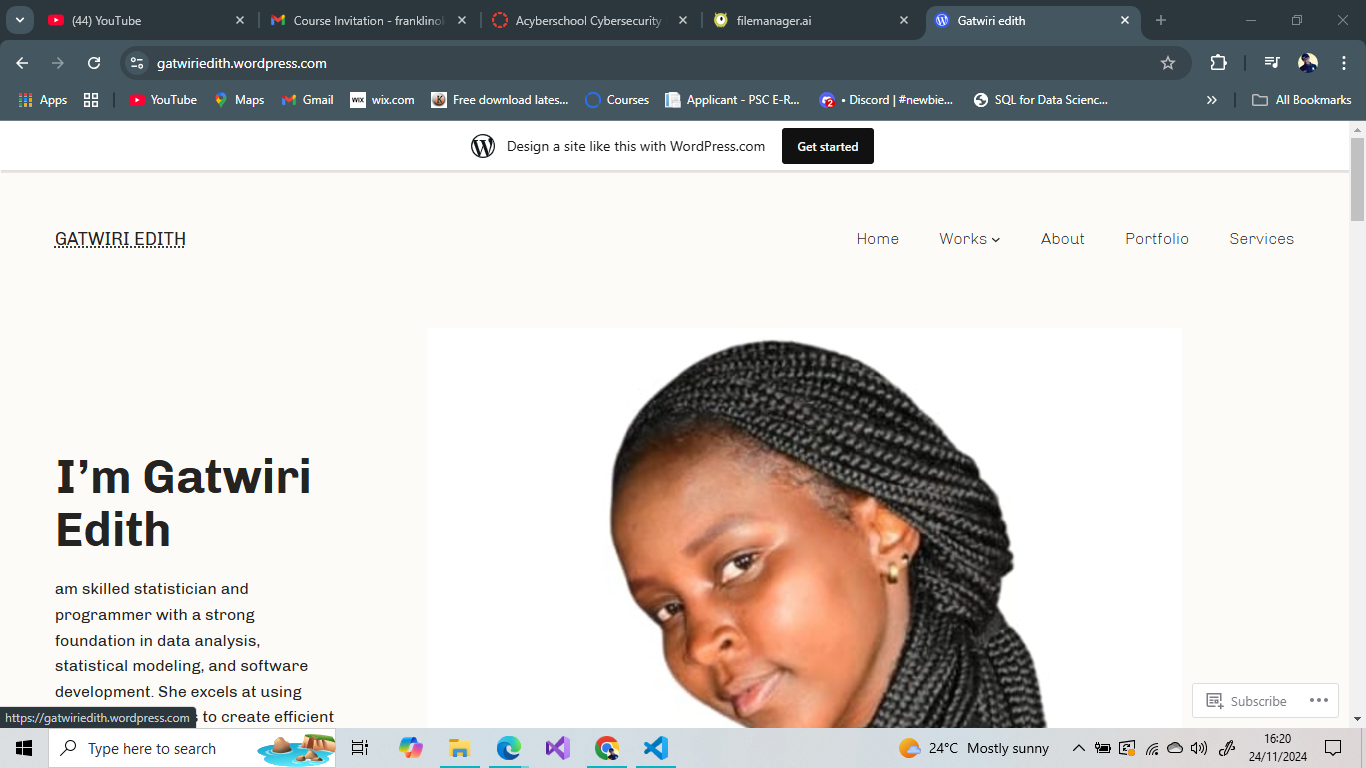 (44) YouTube
Course Invitation - franklinol
Acyberschool Cybersecurity
filemanager.ai
Gatwiri edith
gatwiriedith.wordpress.com
Apps
YouTube
Maps
Gmail
WIX wix.com
Free download lates...
Courses
Applicant - PSC E-R...
2 • Discord | #newbie...
SQL for Data Scienc...
All Bookmarks
Design a site like this with WordPress.com
Get started
GATWIRI EDITH
Home
Works
About
Portfolio
Services
I'm Gatwiri
Edith
am skilled statistician and
programmer with a strong
foundation in data analysis,
statistical modeling, and software
development. She excels at using
s to create efficient
https://gatwiriedith.wordpress.com
Subscribe
Type here to search
24°C Mostly sunny
16:20
24/11/2024